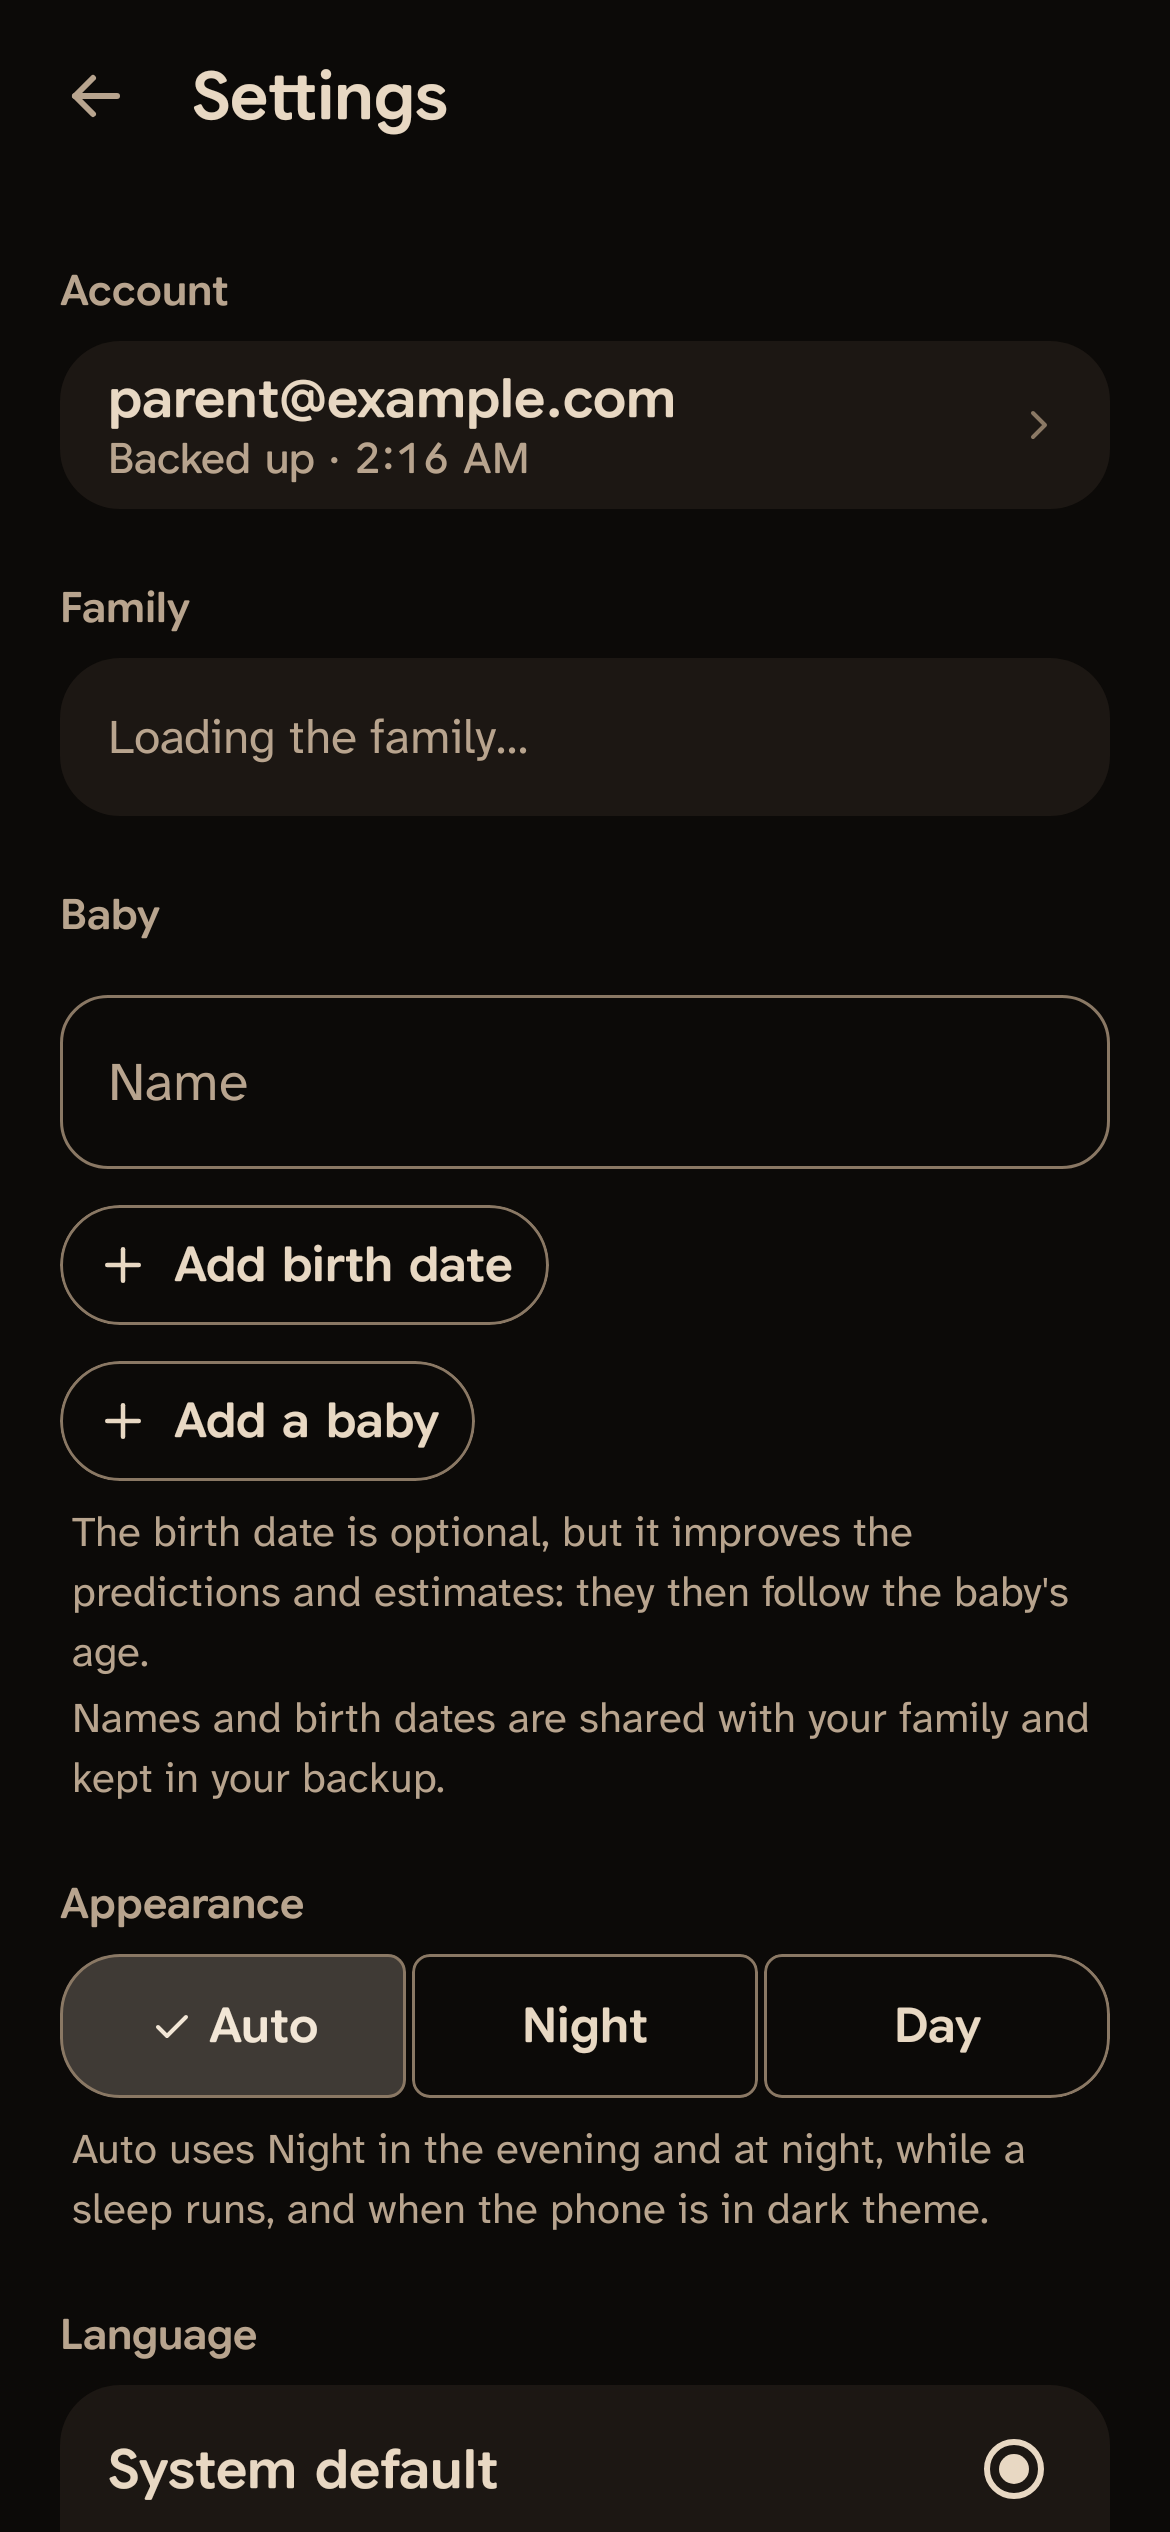 Settings
Account
parent@example.com
Backed up · 2:16 AM
Family
Loading the family...
Baby
Name
Add birth date
Add a baby
The birth date is optional, but it improves the
predictions and estimates: they then follow the baby's
age.
Names and birth dates are shared with your family and
kept in your backup.
Appearance
Auto
Night
Day
Auto uses Night in the evening and at night, while a
sleep runs, and when the phone is in dark theme.
Language
System default